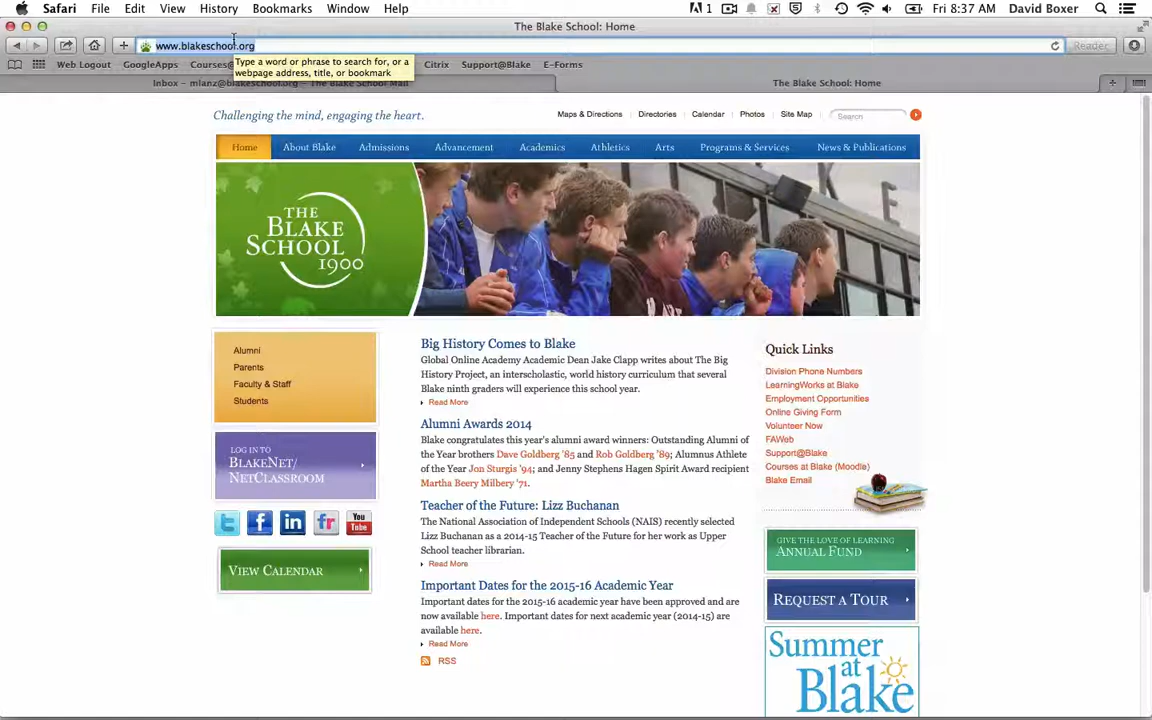 Safari File Edit View History Bookmarks Window Help 1 Fri 8:37 AM David Boxer
The Blake School: Home
www.blakeschool.org Reader
Type a word or phrase to search for, or a
webpage address, title, or bookmark
Web Logout GoogleApps Courses@ Citrix Support@Blake E-Forms
The Blake School: Home
Challenging the mind, engaging the heart.
Maps & Directions Directories Calendar Photos Site Map Search
Home About Blake Admissions Advancement Academics Athletics Arts Programs & Services News & Publications
THE
BLAKE
SCHOOL
1900
Alumni
Parents
Faculty & Staff
Students
LOG IN TO
BLAKENET/
NETCLASSROOM
VIEW CALENDAR
Big History Comes to Blake
Global Online Academy Academic Dean Jake Clapp writes about The Big
History Project, an interscholastic, world history curriculum that several
Blake ninth graders will experience this school year.
Read More
Alumni Awards 2014
Blake congratulates this year's alumni award winners: Outstanding Alumni of
the Year brothers Dave Goldberg '85 and Rob Goldberg '89; Alumnus Athlete
of the Year Jon Sturgis '94; and Jenny Stephens Hagen Spirit Award recipient
Martha Beery Milbery '71.
Teacher of the Future: Lizz Buchanan
The National Association of Independent Schools (NAIS) recently selected
Lizz Buchanan as a 2014-15 Teacher of the Future for her work as Upper
School teacher librarian.
Read More
Important Dates for the 2015-16 Academic Year
Important dates for the 2015-16 academic year have been approved and are
now available here. Important dates for next academic year (2014-15) are
available here.
Read More
RSS
Quick Links
Division Phone Numbers
LearningWorks at Blake
Employment Opportunities
Online Giving Form
Volunteer Now
FAWeb
Support@Blake
Courses at Blake (Moodle)
Blake Email
GIVE THE LOVE OF LEARNING
ANNUAL FUND
REQUEST A TOUR
Summer
at
Blake